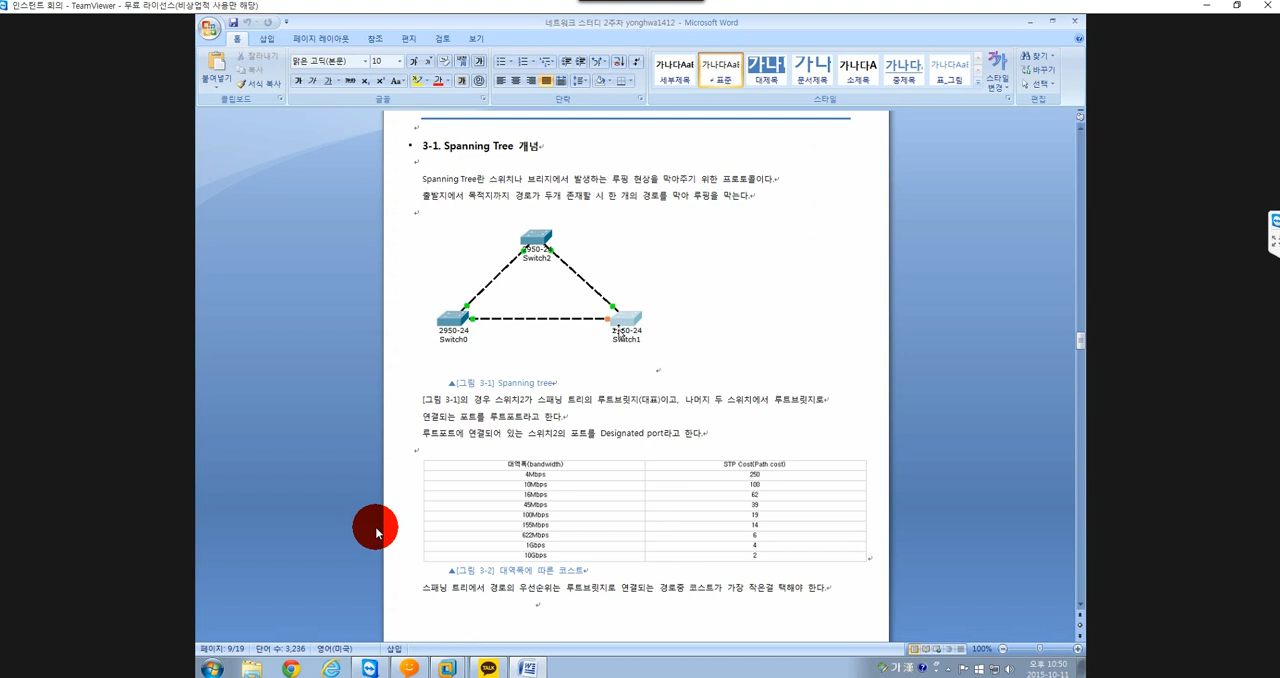 인스턴트 회의 - TeamViewer - 무료 라이선스(비상업적 사용만 해당)
네트워크 스터디 2주차 yonghwa1412 - Microsoft Word
홈 삽입 페이지 레이아웃 참조 편지 검토 보기
붙여넣기
잘라내기
복사
서식 복사
클립보드
맑은 고딕(본문) 10
글꼴
단락
가나다AaB 세부제목
가나다AaB 표준
가나 대제목
가나 문서제목
가나다A 소제목
가나다 중제목
가나다AaB 표_그림
스타일 변경
스타일
찾기
바꾸기
선택
편집
3-1. Spanning Tree 개념
Spanning Tree란 스위치나 브리지에서 발생하는 루핑 현상을 막아주기 위한 프로토콜이다.
출발지에서 목적지까지 경로가 두개 존재할 시 한 개의 경로를 막아 루핑을 막는다.
2950-24
Switch2
2950-24
Switch0
2950-24
Switch1
▲[그림 3-1] Spanning tree
[그림 3-1]의 경우 스위치2가 스패닝 트리의 루트브릿지(대표)이고, 나머지 두 스위치에서 루트브릿지로
연결되는 포트를 루트포트라고 한다.
루트포트에 연결되어 있는 스위치2의 포트를 Designated port라고 한다.
대역폭(bandwidth) STP Cost(Path cost)
4Mbps 250
10Mbps 100
16Mbps 62
45Mbps 39
100Mbps 19
155Mbps 14
622Mbps 6
1Gbps 4
10Gbps 2
▲[그림 3-2] 대역폭에 따른 코스트
스패닝 트리에서 경로의 우선순위는 루트브릿지로 연결되는 경로중 코스트가 가장 작은걸 택해야 한다.
페이지: 9/19 단어 수: 3,236 영어(미국) 삽입 100%
TALK
가 漢
오후 10:50
2015-10-11